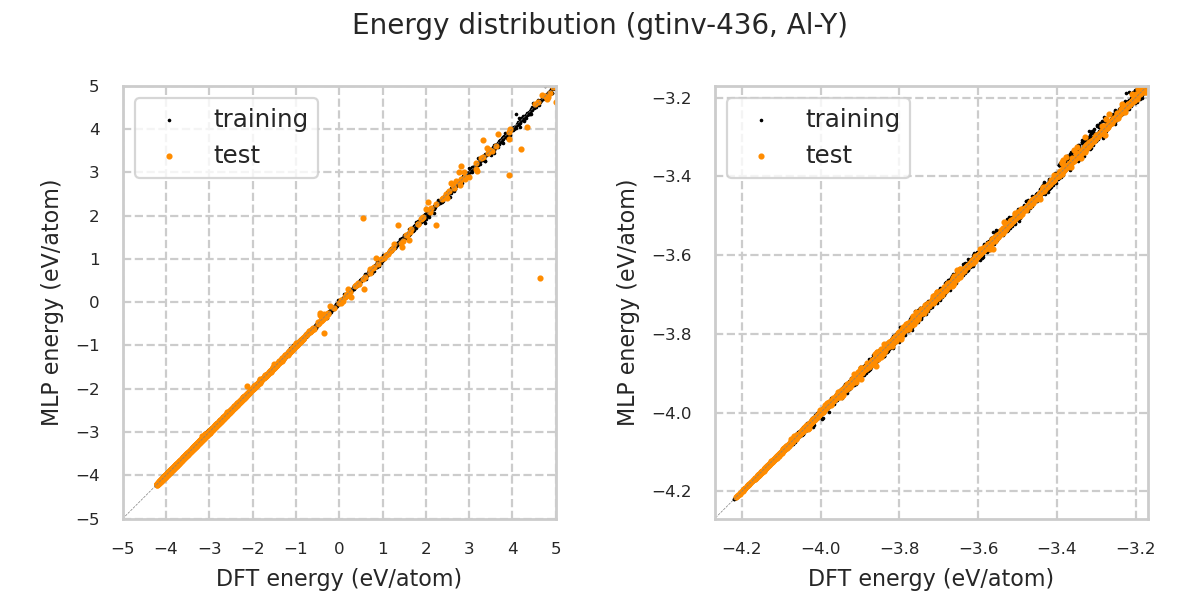 Energy distribution (gtinv-436, Al-Y)
training
test
5
4
3
2
1
0
−1
−2
−3
−4
−5
MLP energy (eV/atom)
−5 −4 −3 −2 −1 0 1 2 3 4 5
DFT energy (eV/atom)
training
test
−3.2
−3.4
−3.6
−3.8
−4.0
−4.2
MLP energy (eV/atom)
−4.2 −4.0 −3.8 −3.6 −3.4 −3.2
DFT energy (eV/atom)